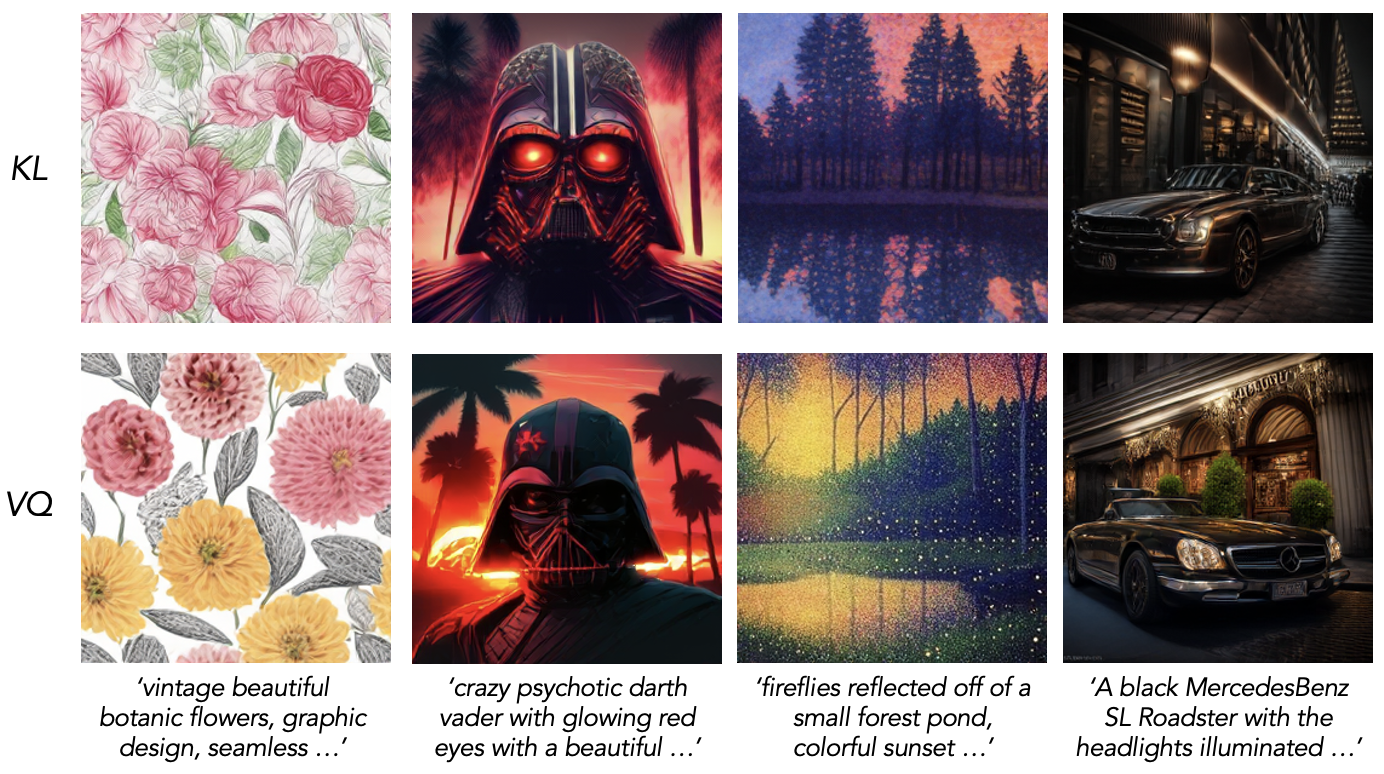 KL
VQ
‘vintage beautiful
botanic flowers, graphic
design, seamless …’
‘crazy psychotic darth
vader with glowing red
eyes with a beautiful …’
‘fireflies reflected off of a
small forest pond,
colorful sunset …’
‘A black MercedesBenz
SL Roadster with the
headlights illuminated …’